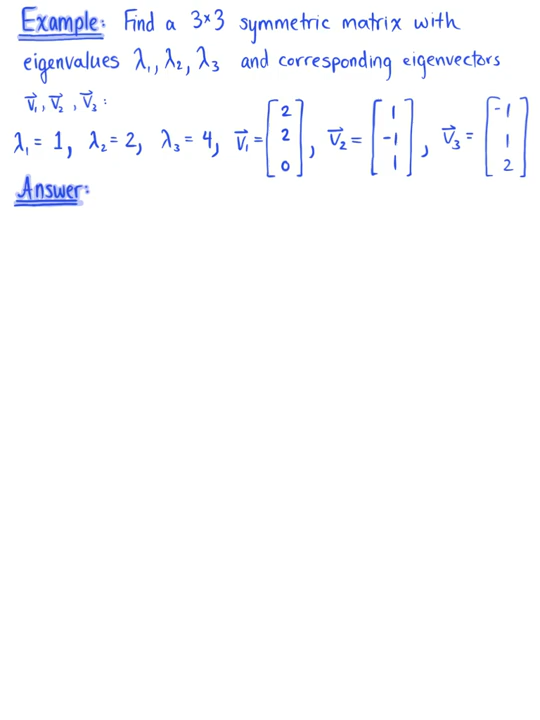 Example: Find a 3×3 symmetric matrix with
eigenvalues λ₁, λ₂, λ₃ and corresponding eigenvectors
v⃗₁, v⃗₂, v⃗₃:
λ₁ = 1, λ₂ = 2, λ₃ = 4, v⃗₁ = [2 2 0], v⃗₂ = [1 -1 1], v⃗₃ = [-1 1 2]
Answer: